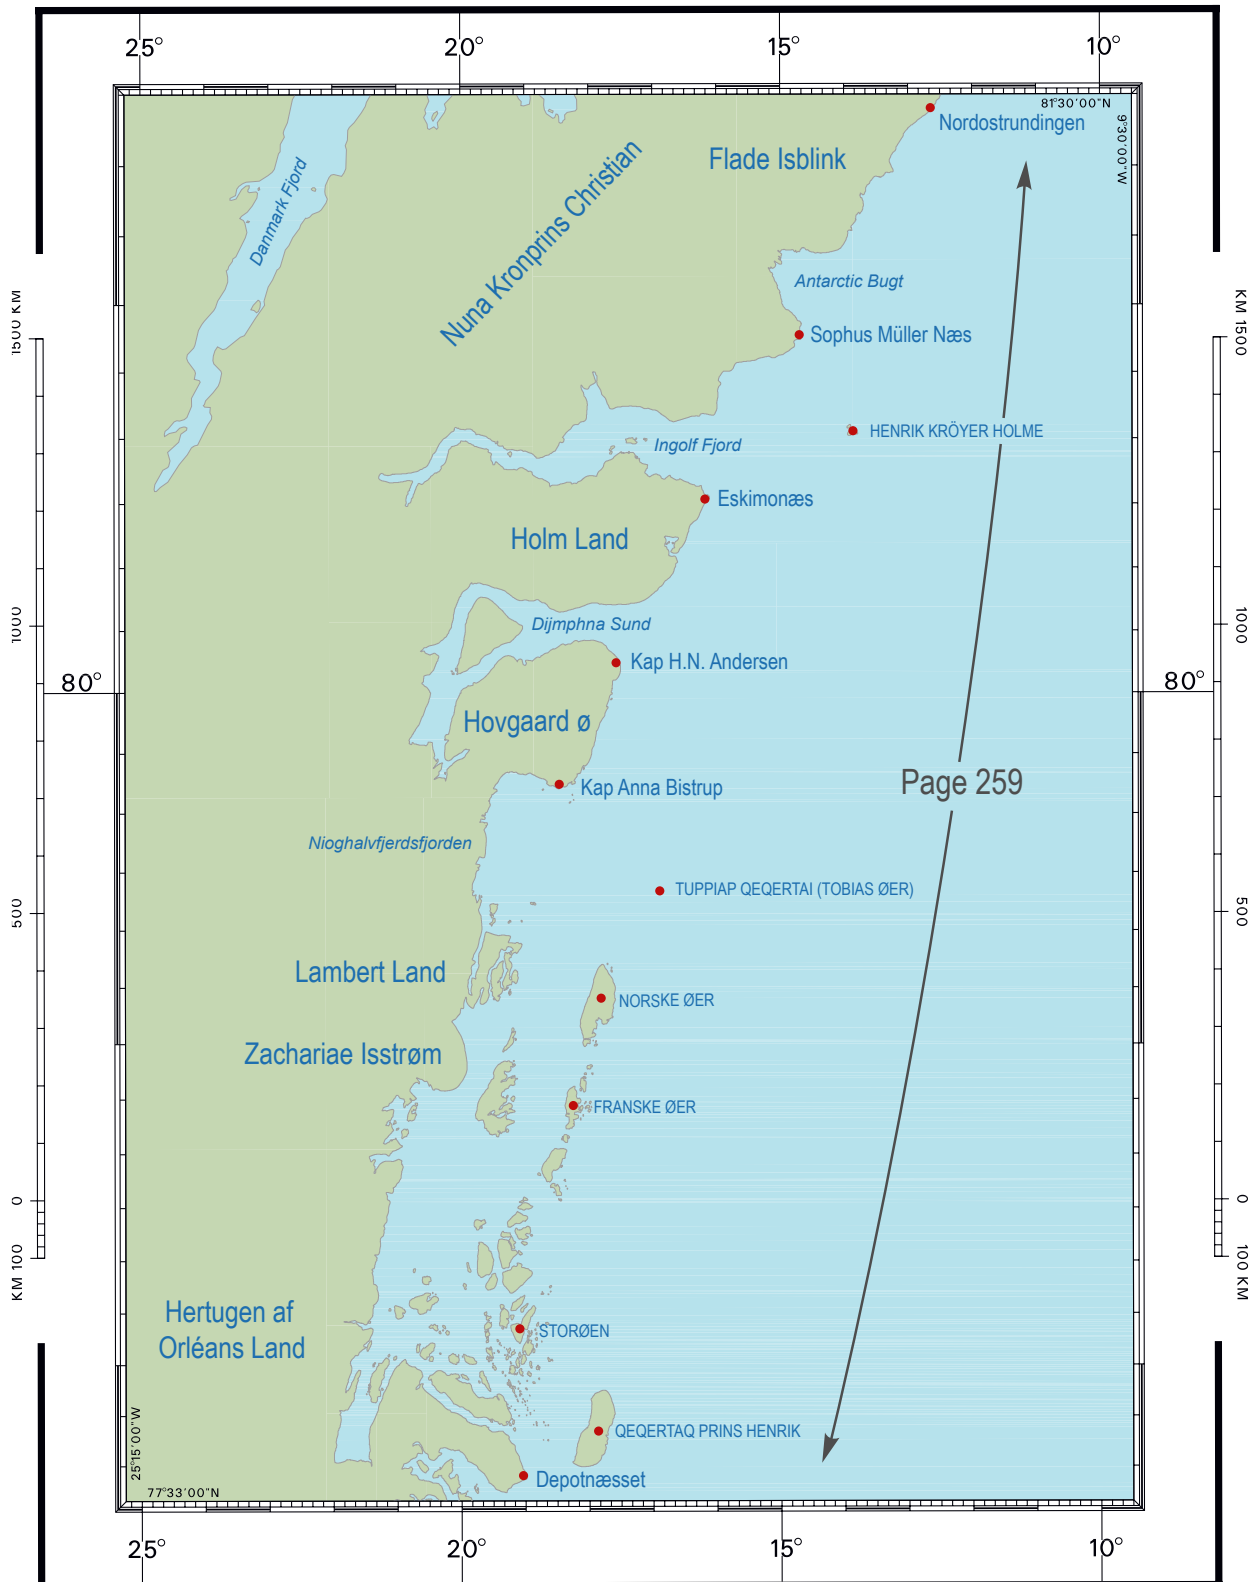 25° 20° 15° 10°
81°30'00"N
9°30'00"W
Nordostrundingen
Flade Isblink
Nuna Kronprins Christian
Danmark Fjord
Antarctic Bugt
1500 KM
KM 1500
Sophus Müller Næs
HENRIK KRÖYER HOLME
Ingolf Fjord
Eskimonæs
Holm Land
1000
1000
Dijmphna Sund
Kap H.N. Andersen
80°
80°
Hovgaard ø
Page 259
Kap Anna Bistrup
Nioghalvfjerdsfjorden
TUPPIAP QEQERTAI (TOBIAS ØER)
500
500
Lambert Land
NORSKE ØER
Zachariae Isstrøm
FRANSKE ØER
0
0
KM 100
100 KM
Hertugen af
Orléans Land
STORØEN
QEQERTAQ PRINS HENRIK
25°15'00"W
Depotnæsset
77°33'00"N
25° 20° 15° 10°